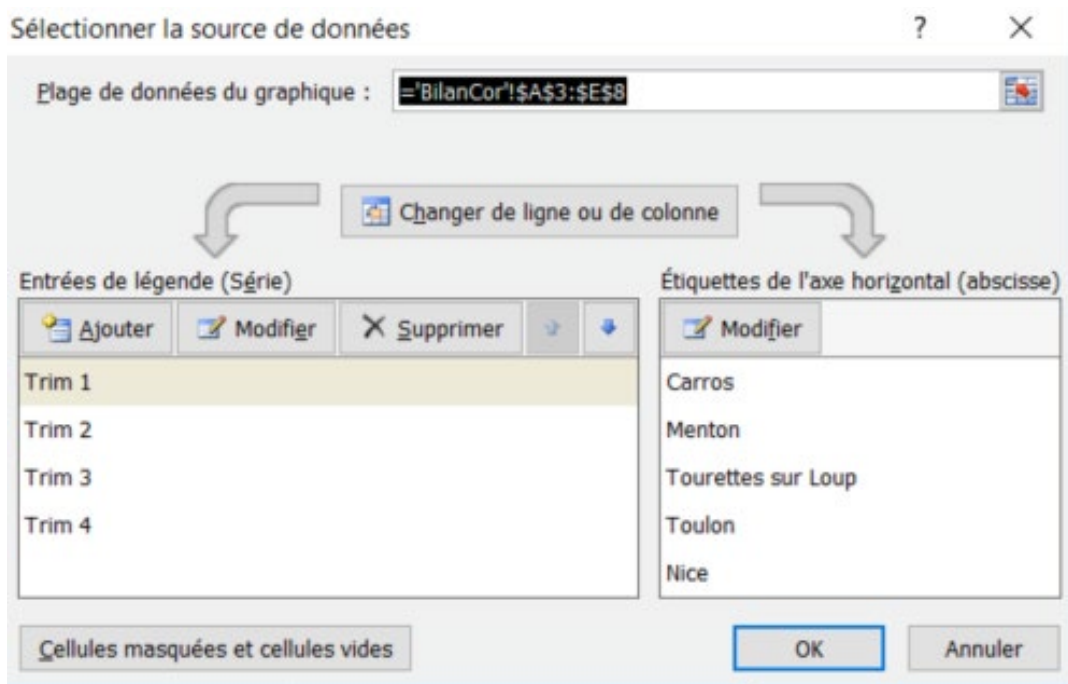 Sélectionner la source de données ? ×
Plage de données du graphique : ='BilanCor'!$A$3:$E$8
Changer de ligne ou de colonne
Entrées de légende (Série)
Ajouter Modifier Supprimer
Trim 1
Trim 2
Trim 3
Trim 4
Étiquettes de l'axe horizontal (abscisse)
Modifier
Carros
Menton
Tourettes sur Loup
Toulon
Nice
Cellules masquées et cellules vides
OK Annuler